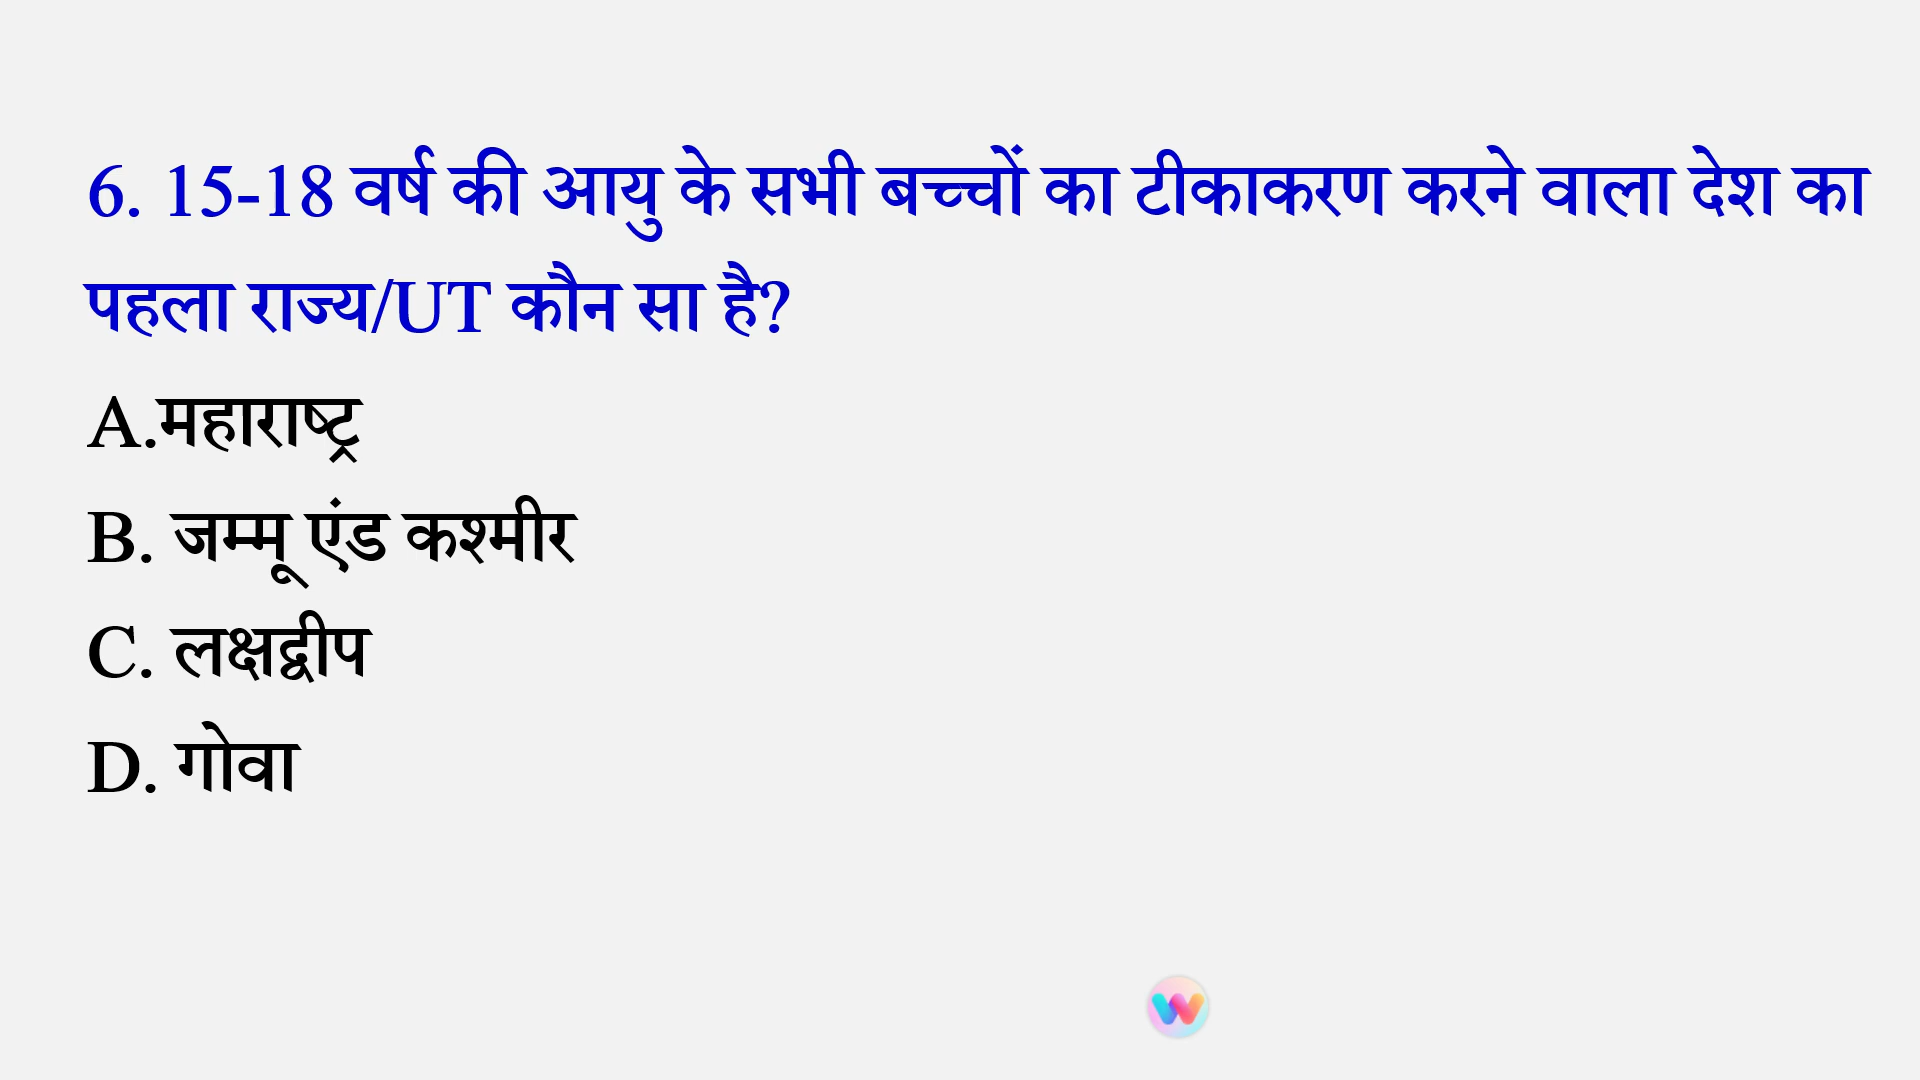 6. 15-18 वर्ष की आयु के सभी बच्चों का टीकाकरण करने वाला देश का
पहला राज्य/UT कौन सा है?
A.महाराष्ट्र
B. जम्मू एंड कश्मीर
C. लक्षद्वीप
D. गोवा